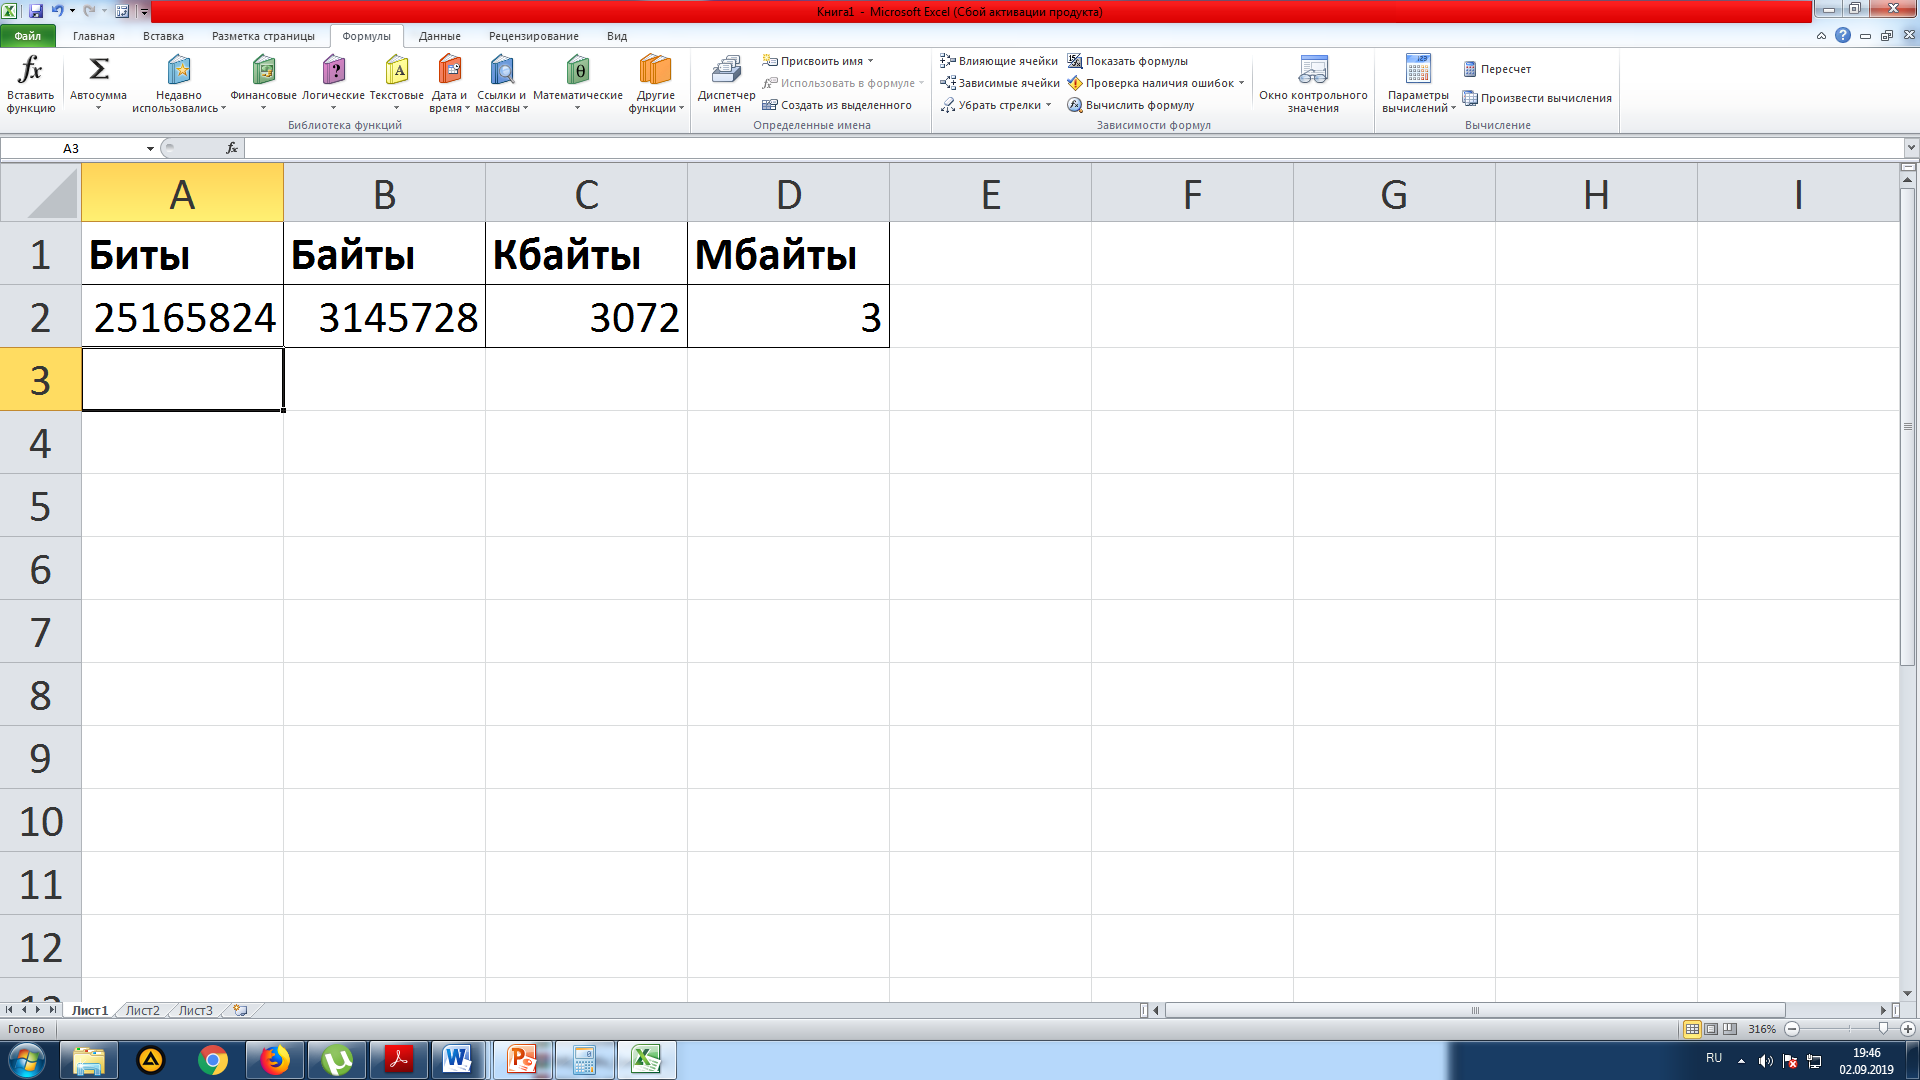 Книга1 - Microsoft Excel (Сбой активации продукта)
Файл Главная Вставка Разметка страницы Формулы Данные Рецензирование Вид
Вставить функцию
Автосумма
Недавно использовались
Финансовые
Логические
Текстовые
Дата и время
Ссылки и массивы
Математические
Другие функции
Библиотека функций
Диспетчер имен
Присвоить имя
Использовать в формуле
Создать из выделенного
Определенные имена
Влияющие ячейки
Зависимые ячейки
Убрать стрелки
Показать формулы
Проверка наличия ошибок
Вычислить формулу
Зависимости формул
Окно контрольного значения
Параметры вычислений
Пересчет
Произвести вычисления
Вычисление
A3 fx
A B C D E F G H I
1 Биты Байты Кбайты Мбайты
2 25165824 3145728 3072 3
3
4
5
6
7
8
9
10
11
12
13
Лист1 Лист2 Лист3
Готово 316%
RU 19:46
02.09.2019